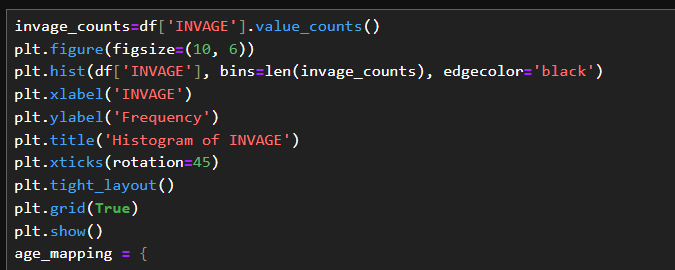 invage_counts=df['INVAGE'].value_counts()
plt.figure(figsize=(10, 6))
plt.hist(df['INVAGE'], bins=len(invage_counts), edgecolor='black')
plt.xlabel('INVAGE')
plt.ylabel('Frequency')
plt.title('Histogram of INVAGE')
plt.xticks(rotation=45)
plt.tight_layout()
plt.grid(True)
plt.show()
age_mapping = {